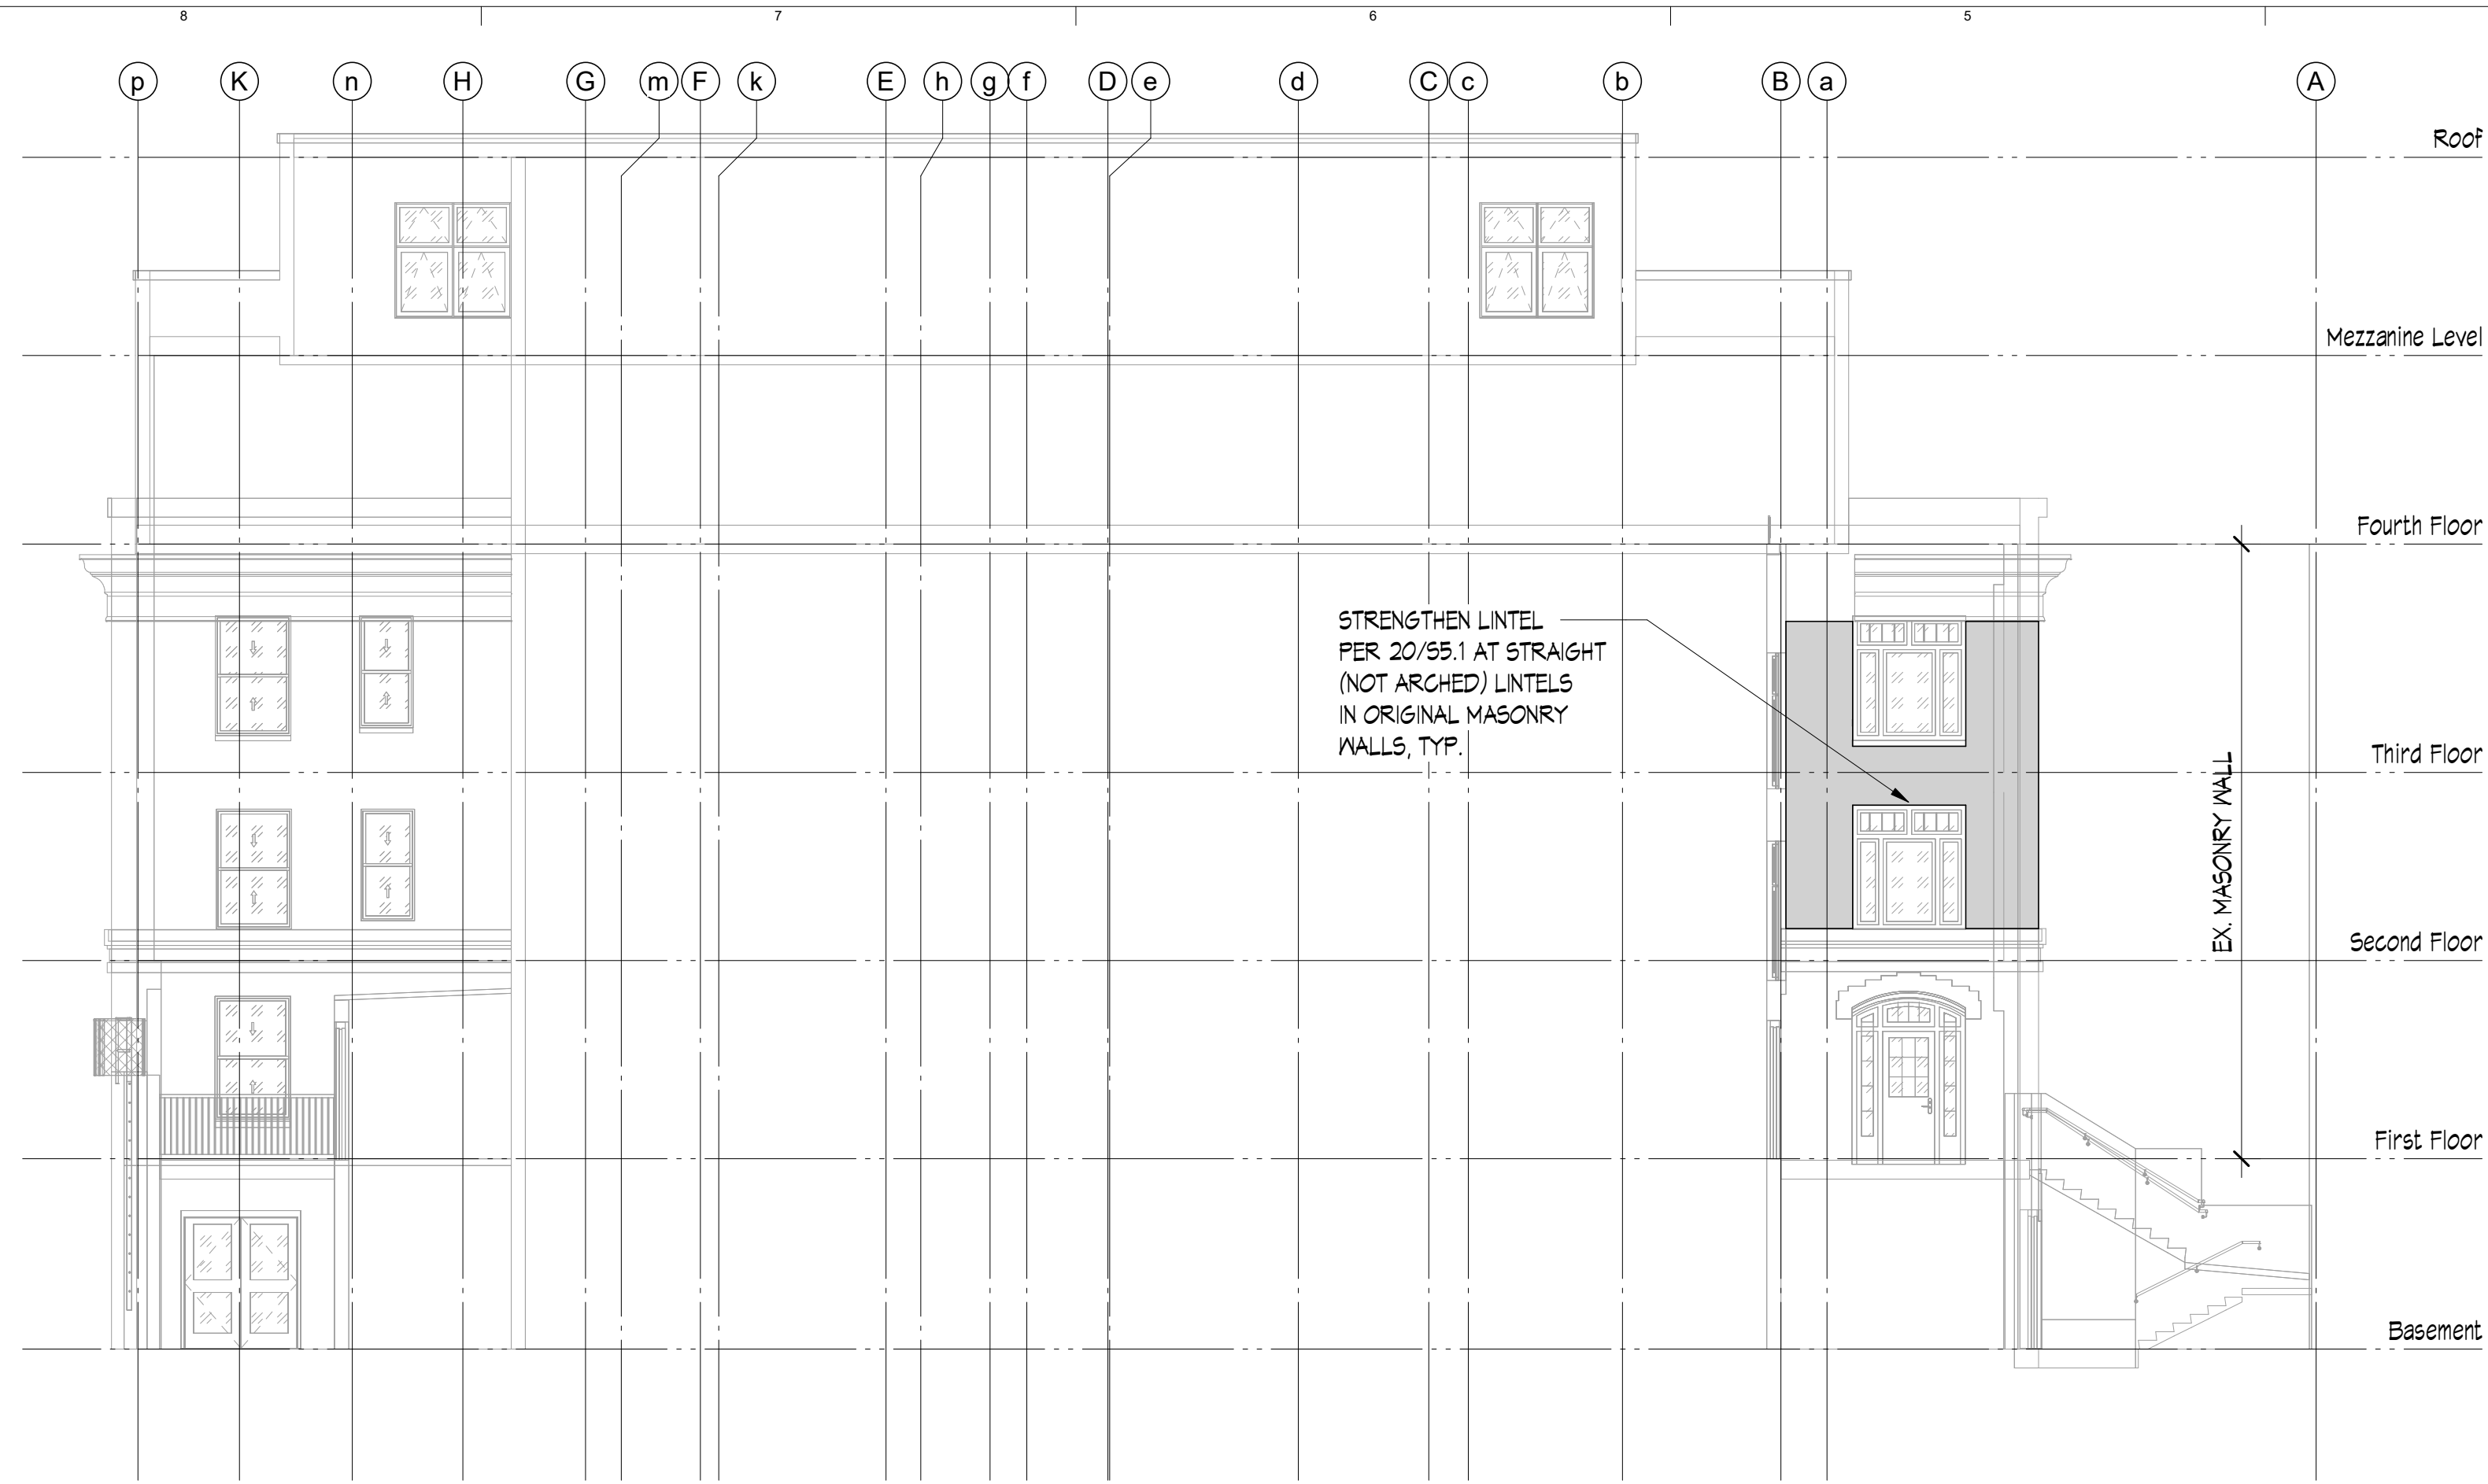 8 7 6 5
p K n H G m F k E h g f D e d C c b B a A
Roof
Mezzanine Level
Fourth Floor
STRENGTHEN LINTEL
PER 20/S5.1 AT STRAIGHT
(NOT ARCHED) LINTELS
IN ORIGINAL MASONRY
WALLS, TYP.
Third Floor
EX. MASONRY WALL
Second Floor
First Floor
Basement